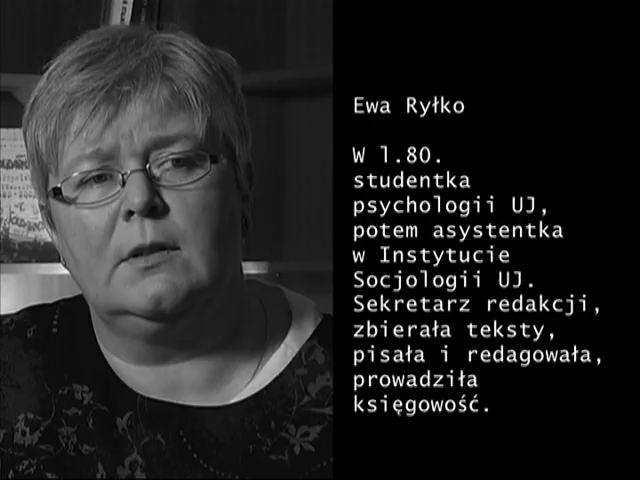 Ewa Ryłko
W l.80.
studentka
psychologii UJ,
potem asystentka
w Instytucie
Socjologii UJ.
Sekretarz redakcji,
zbierała teksty,
pisała i redagowała,
prowadziła
księgowość.